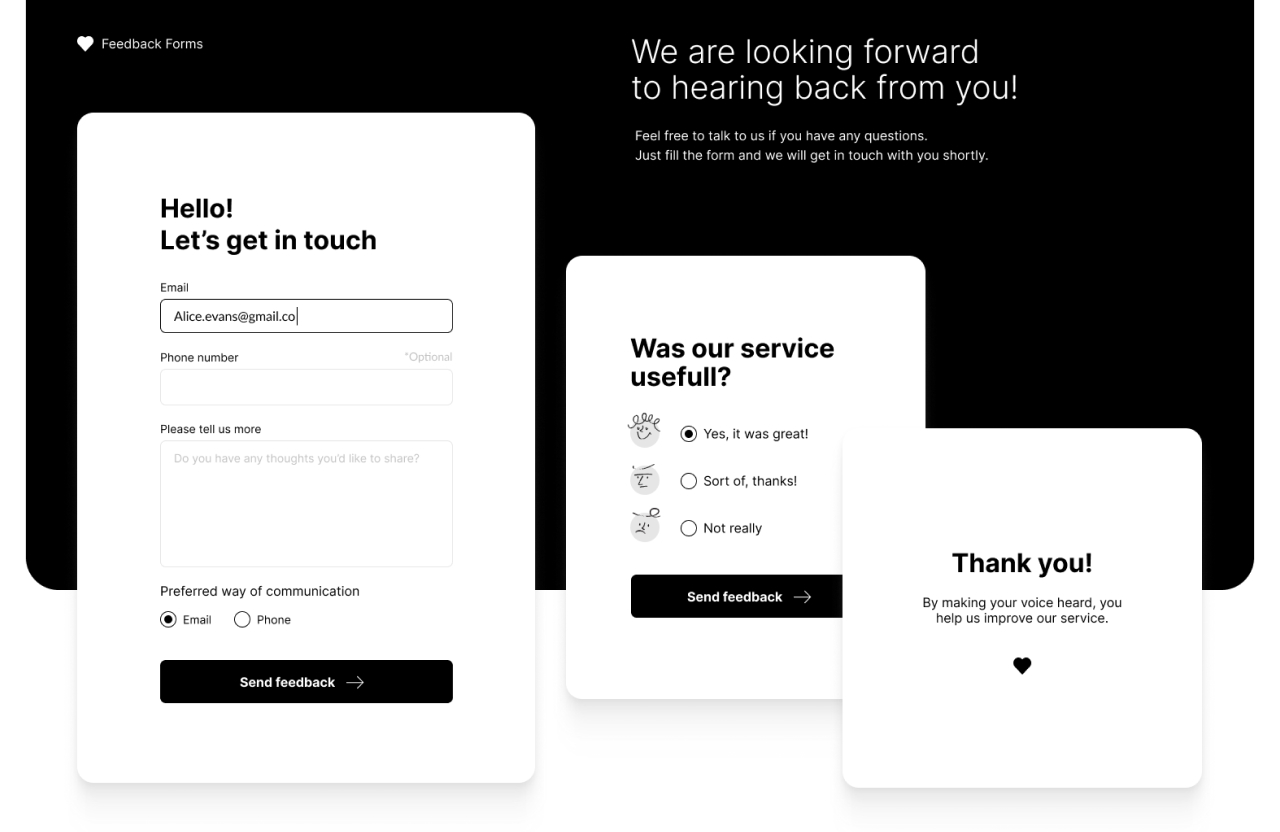 Feedback Forms
We are looking forward
to hearing back from you!
Feel free to talk to us if you have any questions.
Just fill the form and we will get in touch with you shortly.
Hello!
Let’s get in touch
Email
Alice.evans@gmail.co
Phone number
*Optional
Please tell us more
Do you have any thoughts you’d like to share?
Preferred way of communication
Email
Phone
Send feedback
Was our service
usefull?
Yes, it was great!
Sort of, thanks!
Not really
Send feedback
Thank you!
By making your voice heard, you
help us improve our service.